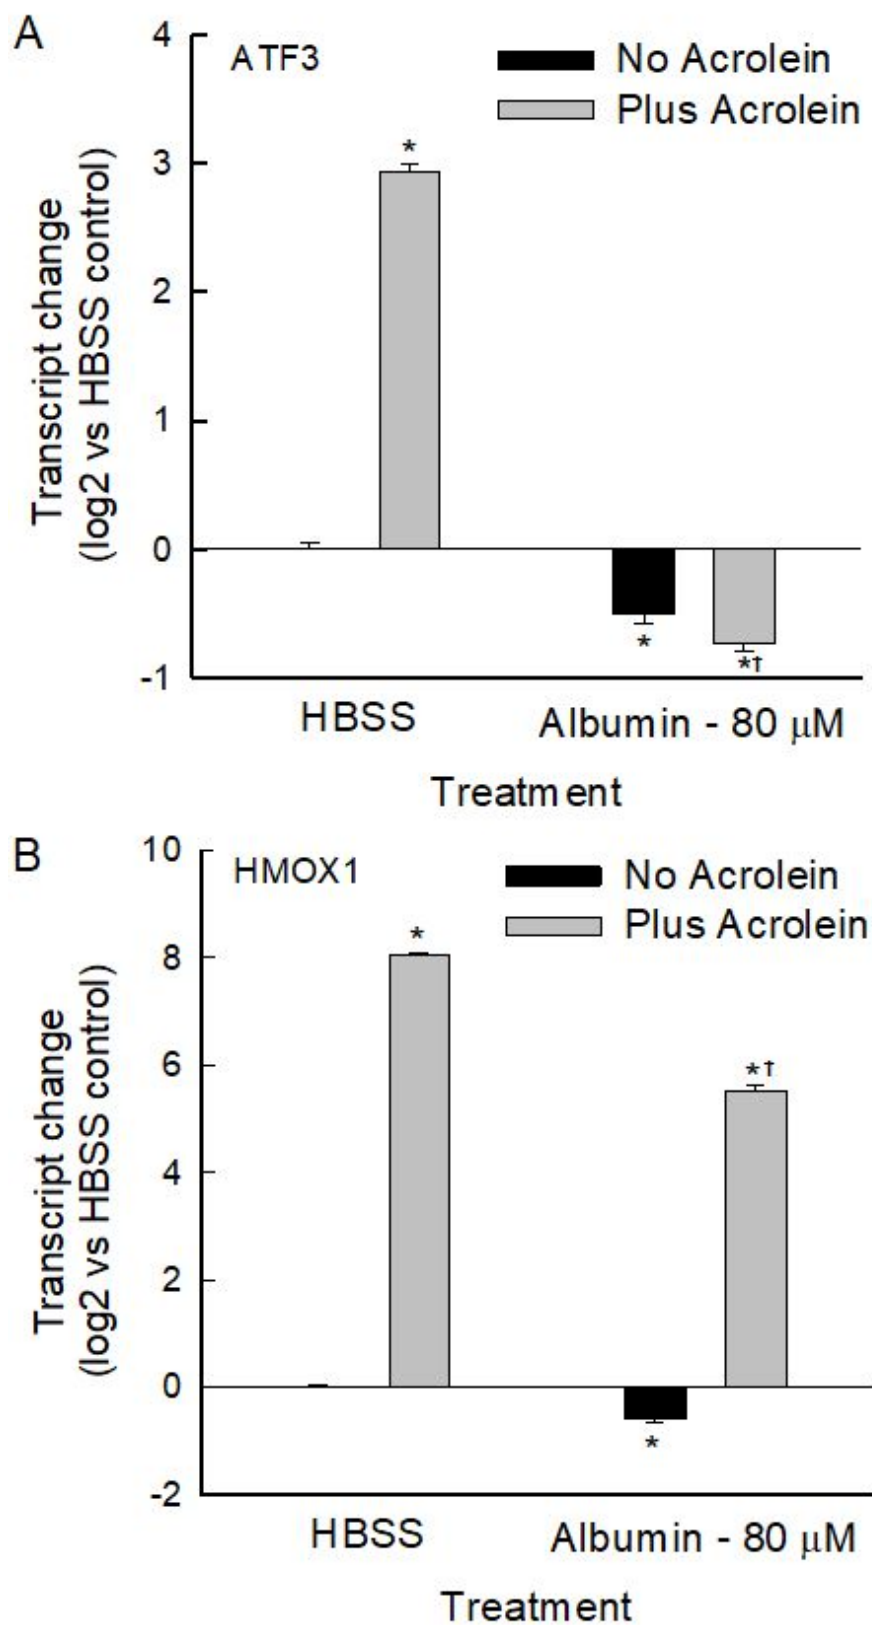 A
4
ATF3
No Acrolein
Plus Acrolein
*
3
2
1
0
-1
Transcript change
(log2 vs HBSS control)
*
*†
HBSS
Albumin - 80 μM
Treatment
B
10
HMOX1
No Acrolein
Plus Acrolein
*
8
6
4
2
0
-2
Transcript change
(log2 vs HBSS control)
*†
*
HBSS
Albumin - 80 μM
Treatment